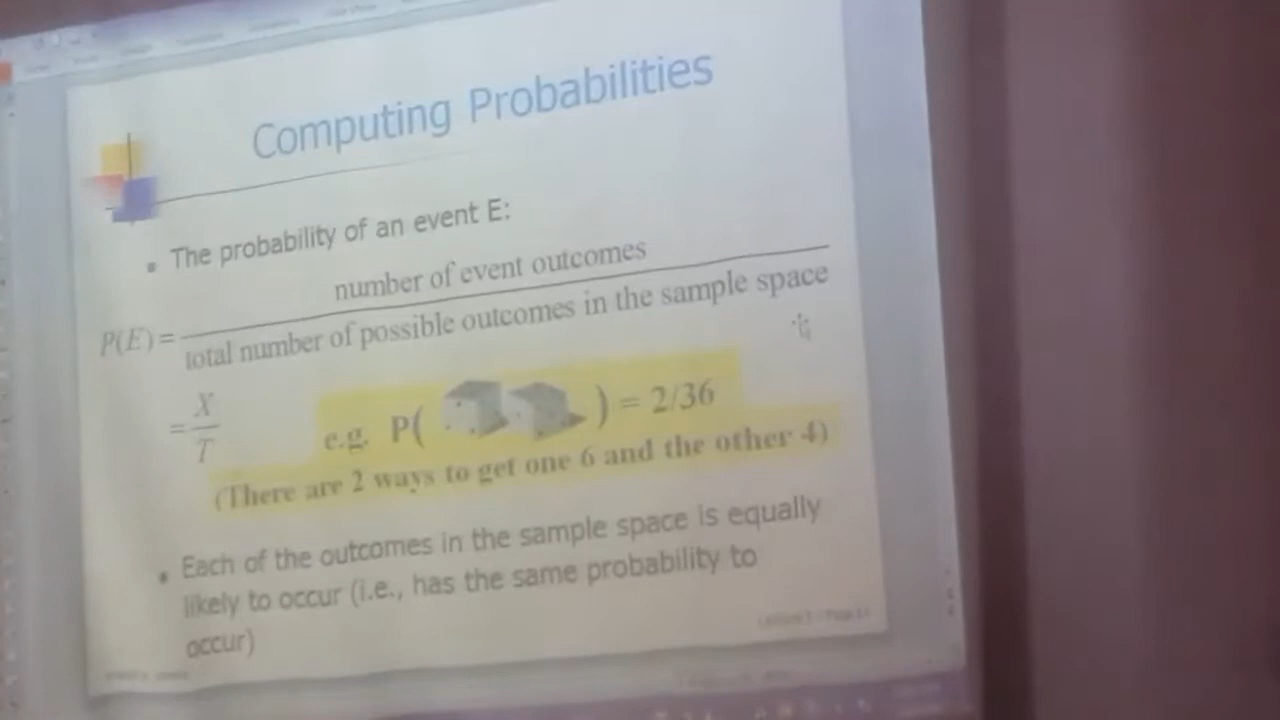 Computing Probabilities
▪ The probability of an event E:
P(E) = number of event outcomes / total number of possible outcomes in the sample space
= X / T
e.g. P( ) = 2/36
(There are 2 ways to get one 6 and the other 4)
▪ Each of the outcomes in the sample space is equally
likely to occur (i.e., has the same probability to
occur)